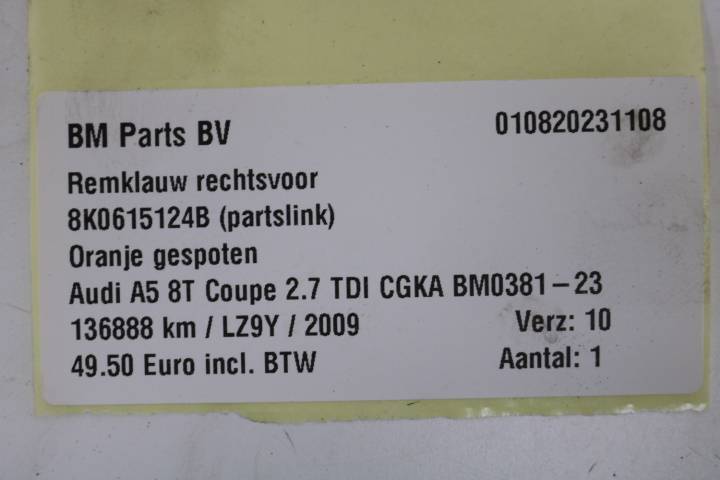 BM Parts BV 010820231108
Remklauw rechtsvoor
8K0615124B (partslink)
Oranje gespoten
Audi A5 8T Coupe 2.7 TDI CGKA BM0381-23
136888 km / LZ9Y / 2009 Verz: 10
49.50 Euro incl. BTW Aantal: 1